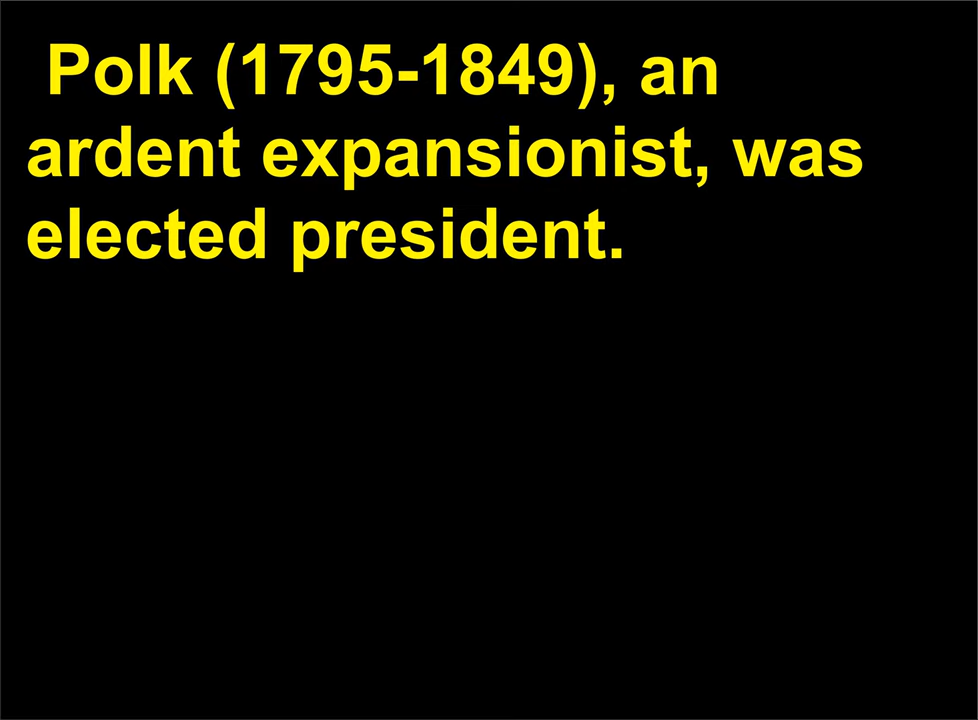 Polk (1795-1849), an
ardent expansionist, was
elected president.